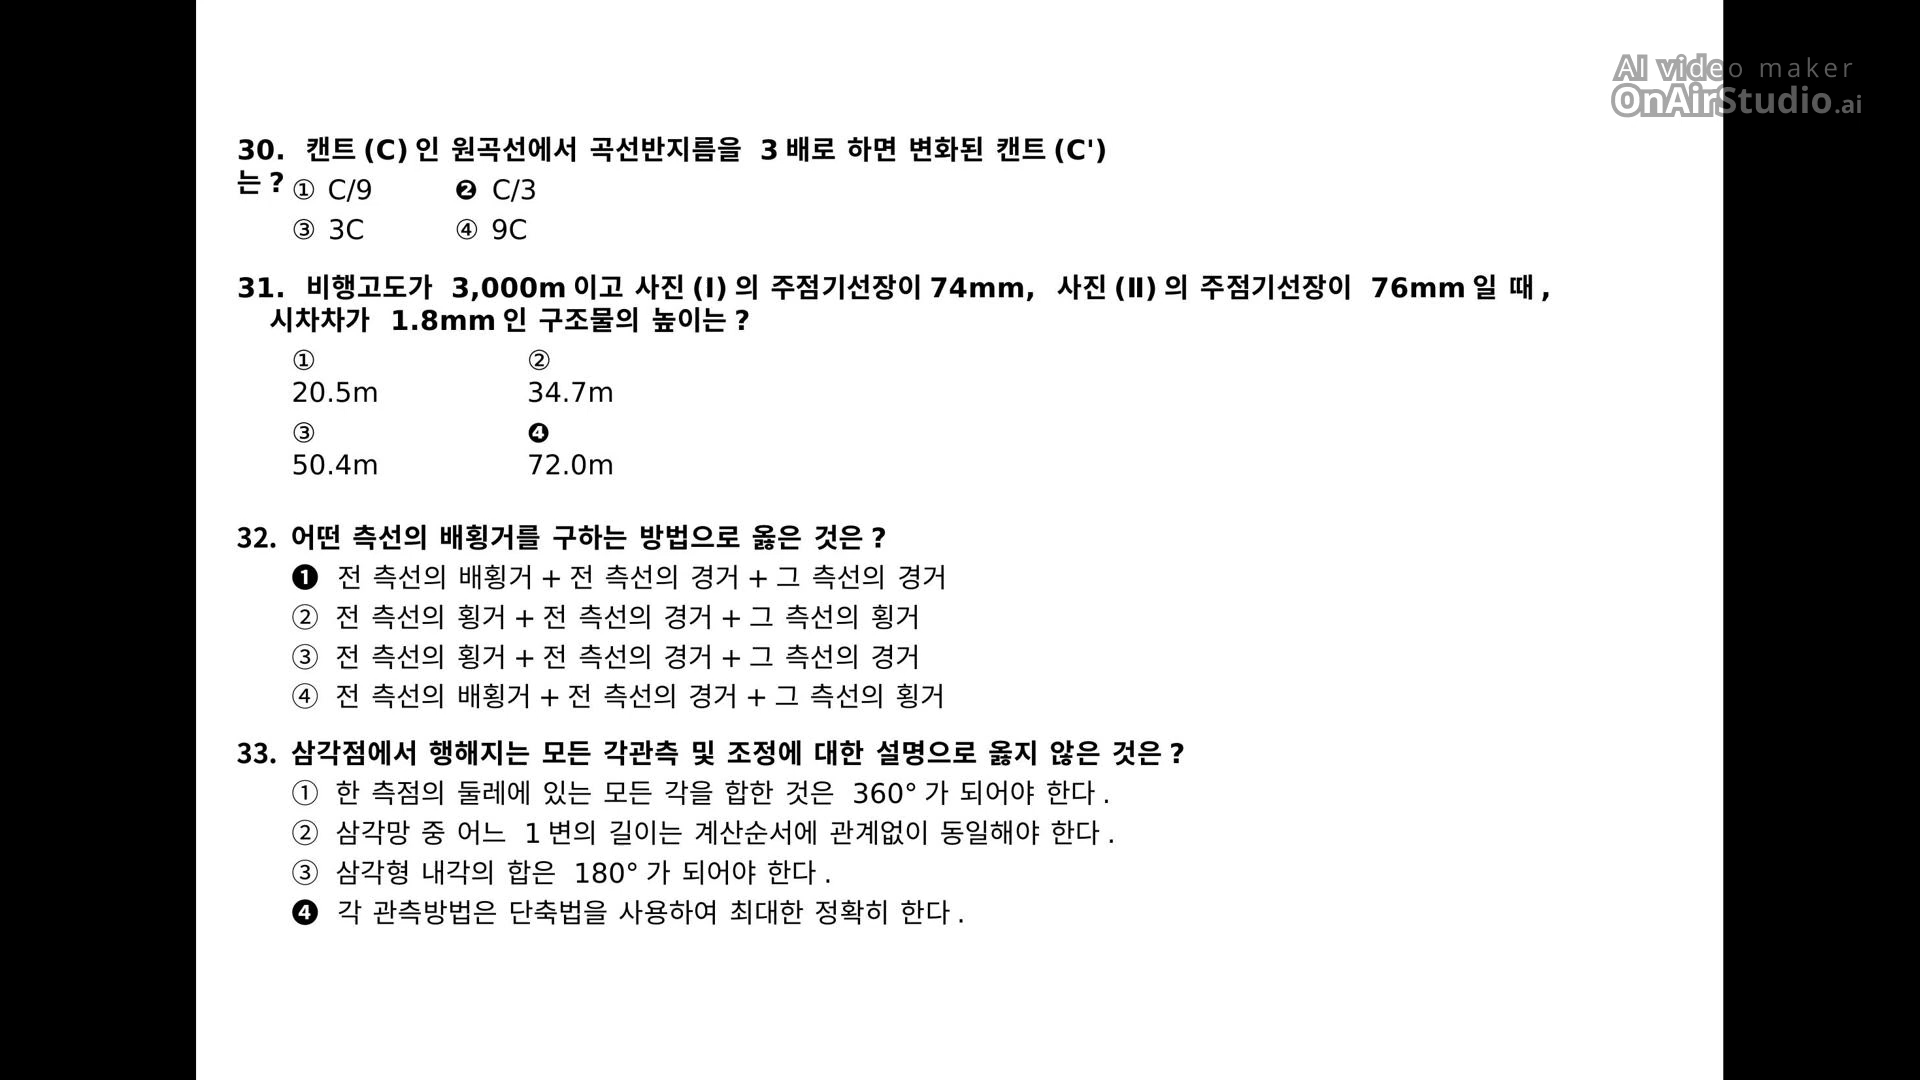 AI video maker
OnAirStudio.ai
30. 캔트(C)인 원곡선에서 곡선반지름을 3배로 하면 변화된 캔트(C')
는?
① C/9 ❷ C/3
③ 3C ④ 9C
31. 비행고도가 3,000m이고 사진(Ⅰ)의 주점기선장이 74mm, 사진(Ⅱ)의 주점기선장이 76mm일 때,
시차차가 1.8mm인 구조물의 높이는?
① ②
20.5m 34.7m
③ ❹
50.4m 72.0m
32. 어떤 측선의 배횡거를 구하는 방법으로 옳은 것은?
❶ 전 측선의 배횡거+전 측선의 경거+그 측선의 경거
② 전 측선의 횡거+전 측선의 경거+그 측선의 횡거
③ 전 측선의 횡거+전 측선의 경거+그 측선의 경거
④ 전 측선의 배횡거+전 측선의 경거+그 측선의 횡거
33. 삼각점에서 행해지는 모든 각관측 및 조정에 대한 설명으로 옳지 않은 것은?
① 한 측점의 둘레에 있는 모든 각을 합한 것은 360°가 되어야 한다.
② 삼각망 중 어느 1변의 길이는 계산순서에 관계없이 동일해야 한다.
③ 삼각형 내각의 합은 180°가 되어야 한다.
❹ 각 관측방법은 단축법을 사용하여 최대한 정확히 한다.